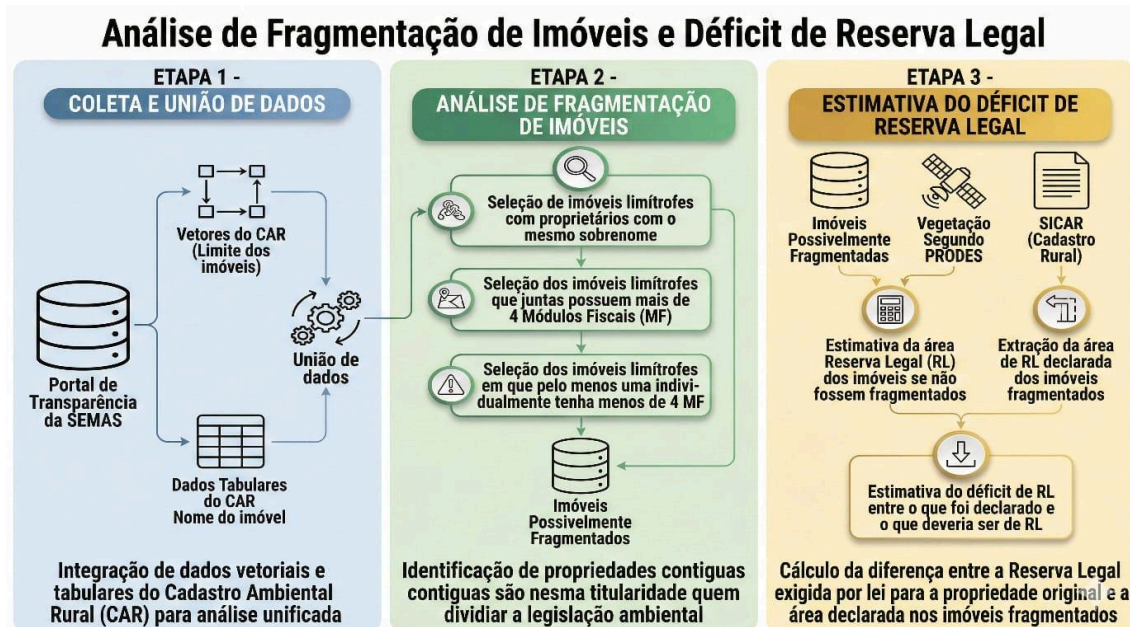 Análise de Fragmentação de Imóveis e Déficit de Reserva Legal
ETAPA 1 -
COLETA E UNIÃO DE DADOS
Vetores do CAR
(Limite dos
imóveis)
Portal de
Transparência
da SEMAS
União de
dados
Dados Tabulares
do CAR
Nome do imóvel
Integração de dados vetoriais e
tabulares do Cadastro Ambiental
Rural (CAR) para análise unificada
ETAPA 2 -
ANÁLISE DE FRAGMENTAÇÃO
DE IMÓVEIS
Seleção de imóveis limítrofes
com proprietários com o
mesmo sobrenome
Seleção dos imóveis limítrofes
que juntas possuem mais de
4 Módulos Fiscais (MF)
Seleção dos imóveis limítrofes
em que pelo menos uma indivi-
dualmente tenha menos de 4 MF
Imóveis
Possivelmente
Fragmentados
Identificação de propriedades contiguas
contiguas são nesma titularidade quem
dividiar a legislação ambiental
ETAPA 3 -
ESTIMATIVA DO DÉFICIT DE
RESERVA LEGAL
Imóveis
Possivelmente
Fragmentadas
Vegetação
Segundo
PRODES
SICAR
(Cadastro
Rural)
Estimativa da área
Reserva Legal (RL)
dos imóveis se não
fossem fragmentados
Extração da área
de RL declarada
dos imóveis
fragmentados
Estimativa do déficit de RL
entre o que foi declarado e
o que deveria ser de RL
Cálculo da diferença entre a Reserva Legal
exigida por lei para a propriedade original e a
área declarada nos imóveis fragmentados